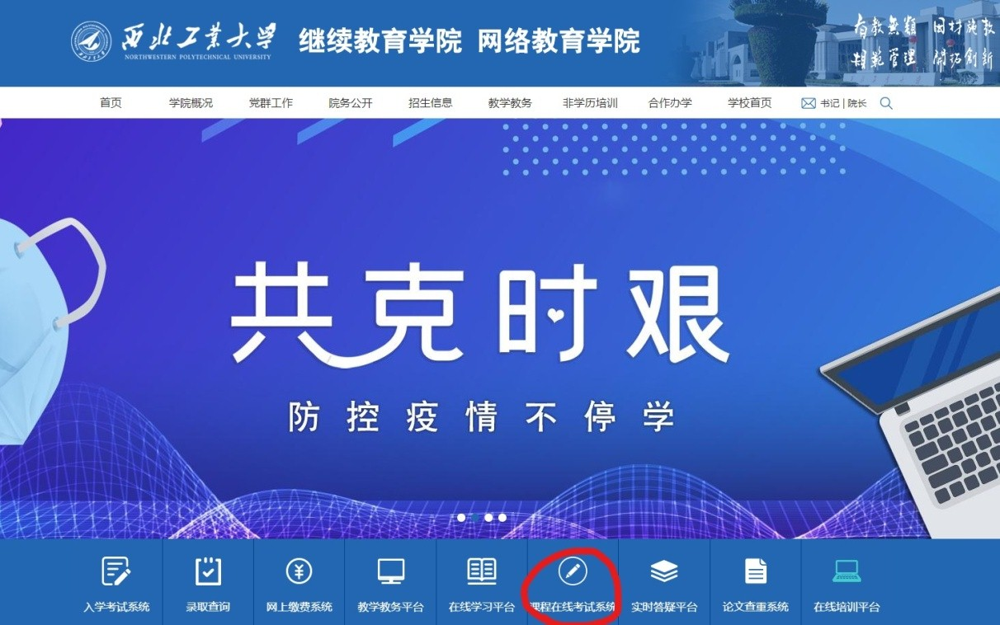 西北工业大学
NORTHWESTERN POLYTECHNICAL UNIVERSITY
继续教育学院 网络教育学院
有教无類 因材施教
规范管理 開拓創新
首页 学院概况 党群工作 院务公开 招生信息 教学教务 非学历培训 合作办学 学校首页 书记 | 院长
共克时艰
防控疫情不停学
入学考试系统 录取查询 网上缴费系统 教学教务平台 在线学习平台 课程在线考试系统 实时答疑平台 论文查重系统 在线培训平台